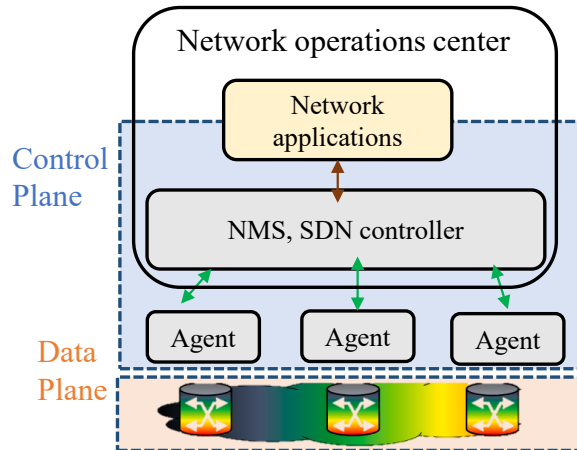 Network operations center
Network
applications
Control
Plane
NMS, SDN controller
Agent
Agent
Agent
Data
Plane